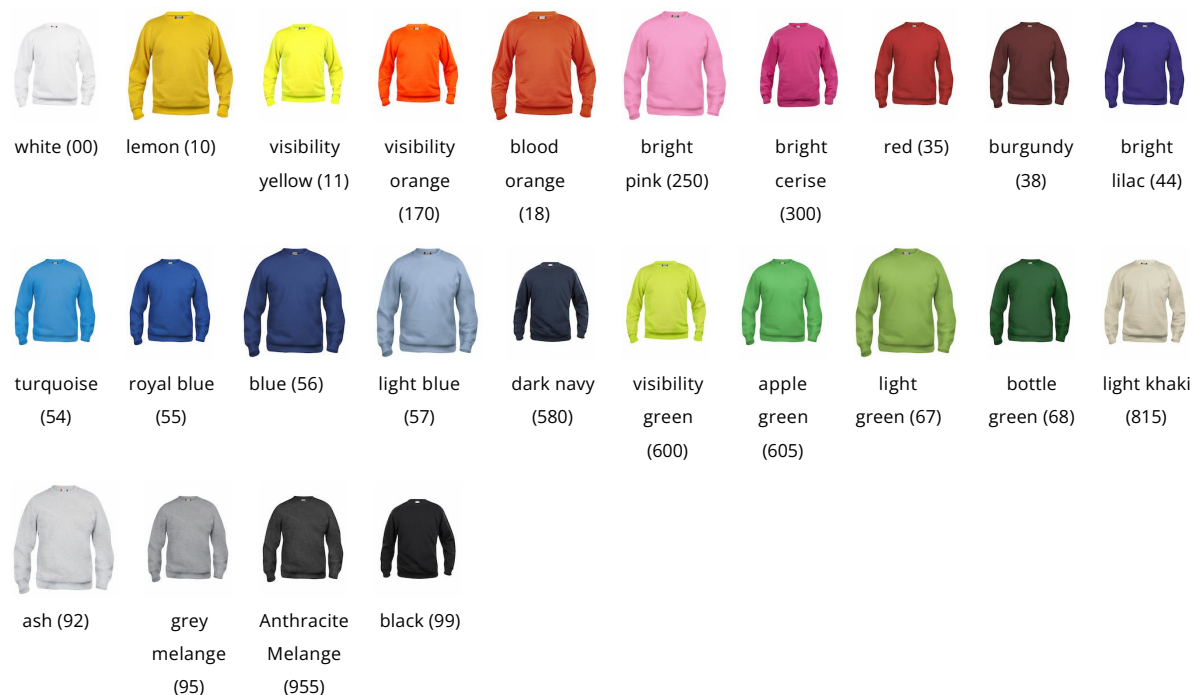 white (00)
lemon (10)
visibility
yellow (11)
visibility
orange
(170)
blood
orange
(18)
bright
pink (250)
bright
cerise
(300)
red (35)
burgundy
(38)
bright
lilac (44)
turquoise
(54)
royal blue
(55)
blue (56)
light blue
(57)
dark navy
(580)
visibility
green
(600)
apple
green
(605)
light
green (67)
bottle
green (68)
light khaki
(815)
ash (92)
grey
melange
(95)
Anthracite
Melange
(955)
black (99)